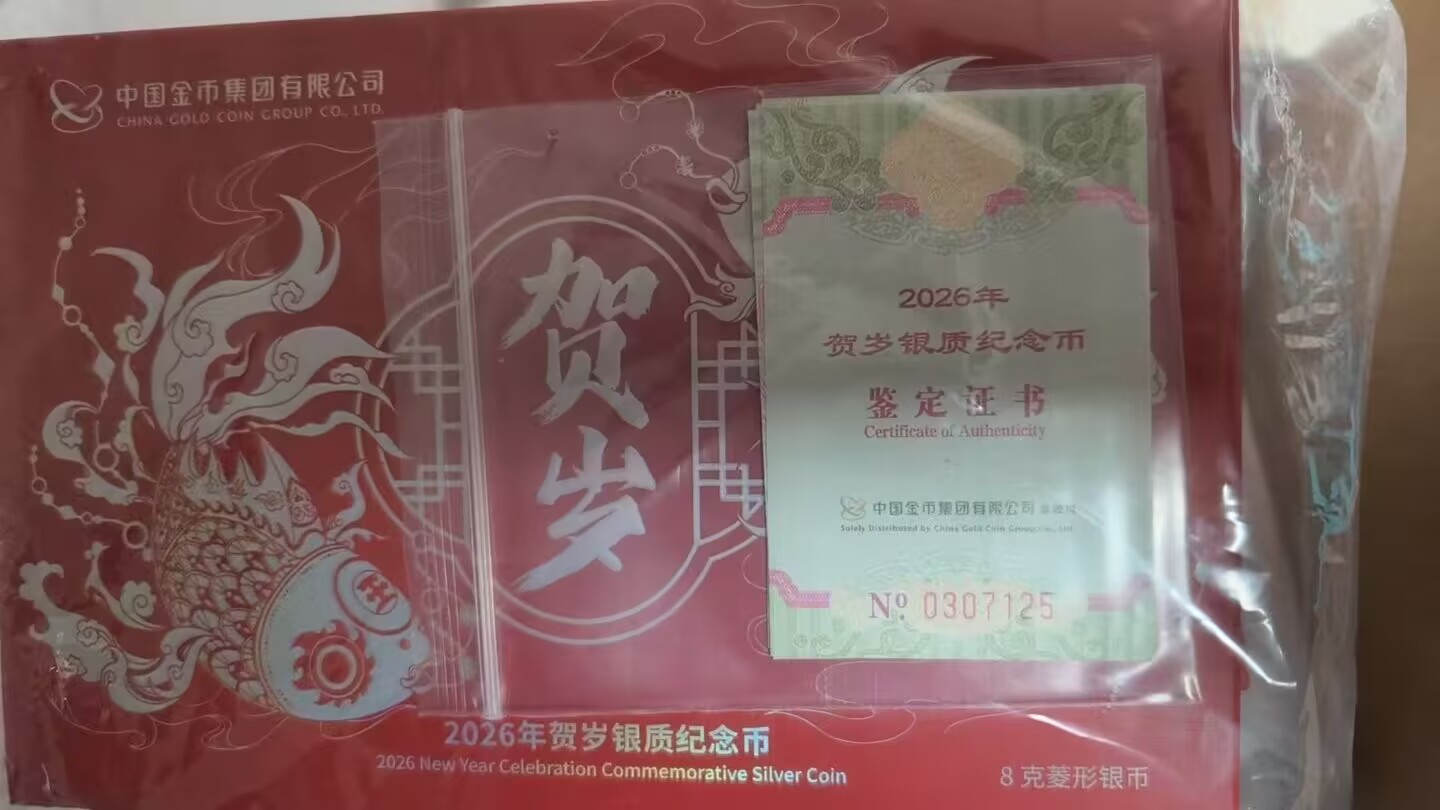 中国金币集团有限公司
CHINA GOLD COIN GROUP CO., LTD.
贺岁
2026年
贺岁银质纪念币
鉴定证书
Certificate of Authenticity
中国金币集团有限公司
Solely Distributed by China Gold Coin Group Co., Ltd.
Nº 0307125
2026年贺岁银质纪念币
2026 New Year Celebration Commemorative Silver Coin
8克菱形银币